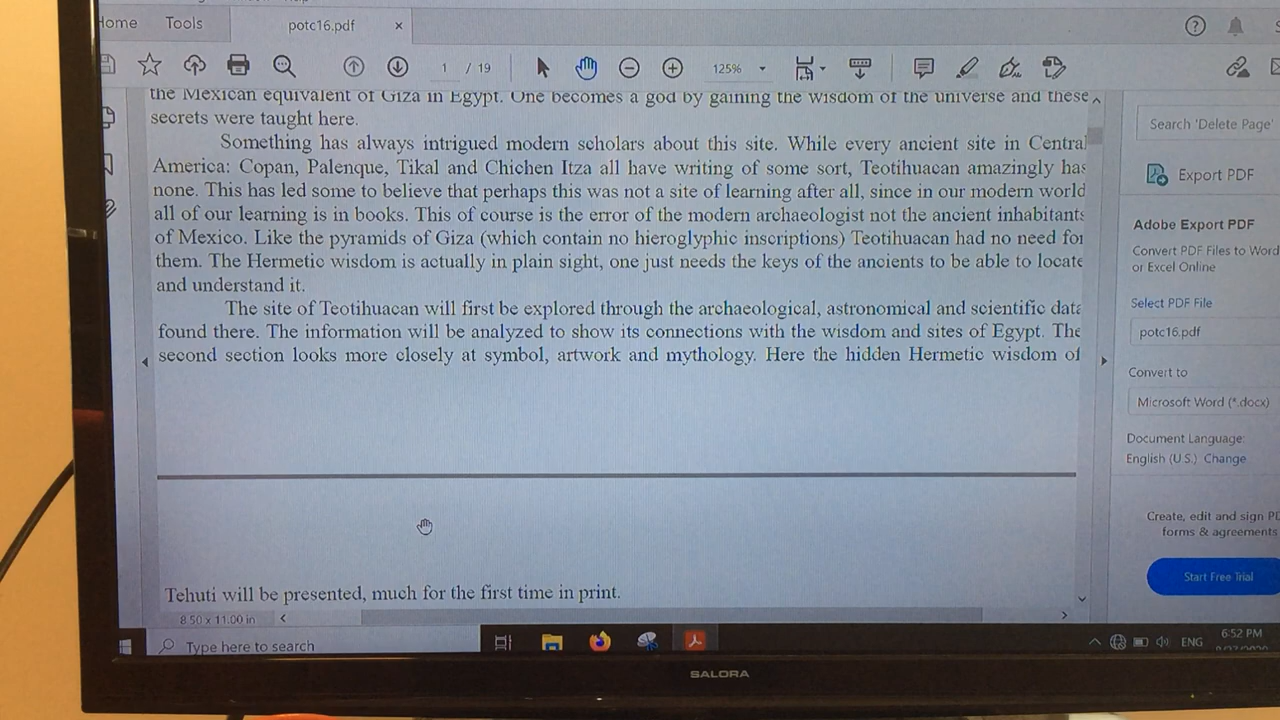 Home Tools potc16.pdf ×
1 / 19 125%
the Mexican equivalent of Giza in Egypt. One becomes a god by gaining the wisdom of the universe and these
secrets were taught here.
Something has always intrigued modern scholars about this site. While every ancient site in Central
America: Copan, Palenque, Tikal and Chichen Itza all have writing of some sort, Teotihuacan amazingly has
none. This has led some to believe that perhaps this was not a site of learning after all, since in our modern world
all of our learning is in books. This of course is the error of the modern archaeologist not the ancient inhabitants
of Mexico. Like the pyramids of Giza (which contain no hieroglyphic inscriptions) Teotihuacan had no need for
them. The Hermetic wisdom is actually in plain sight, one just needs the keys of the ancients to be able to locate
and understand it.
The site of Teotihuacan will first be explored through the archaeological, astronomical and scientific data
found there. The information will be analyzed to show its connections with the wisdom and sites of Egypt. The
second section looks more closely at symbol, artwork and mythology. Here the hidden Hermetic wisdom of
Tehuti will be presented, much for the first time in print.
8.50 x 11.00 in
Search 'Delete Page'
Export PDF
Adobe Export PDF
Convert PDF Files to Word
or Excel Online
Select PDF File
potc16.pdf
Convert to
Microsoft Word (*.docx)
Document Language:
English (U.S.) Change
Create, edit and sign
forms & agreements
Start Free Trial
Type here to search
ENG
6:52 PM
SALORA